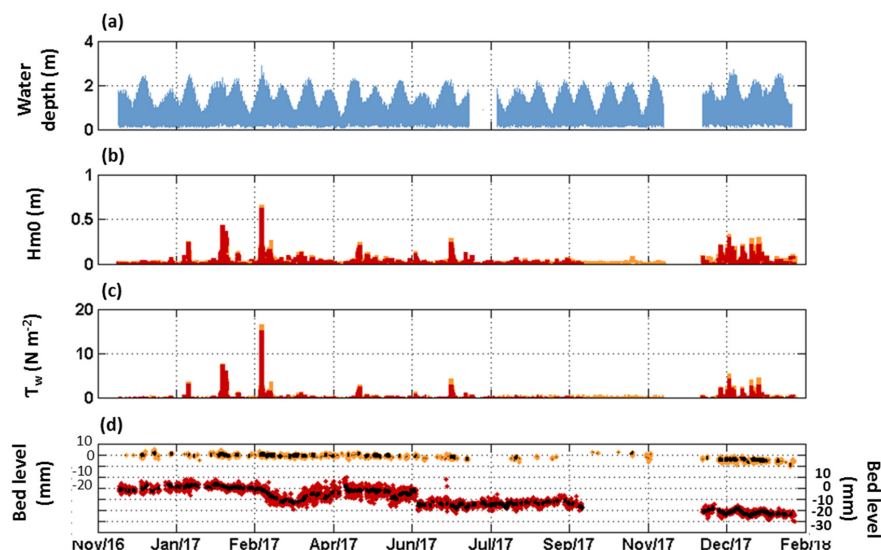 (a)
Water depth (m)
4
2
0
(b)
Hm0 (m)
1
0.5
0
(c)
τw (N m-2)
20
10
0
(d)
Bed level (mm)
10
0
-10
-20
10
0
-10
-20
-30
Bed level (mm)
Nov/16 Jan/17 Feb/17 Apr/17 Jun/17 Jul/17 Sep/17 Nov/17 Dec/17 Feb/18